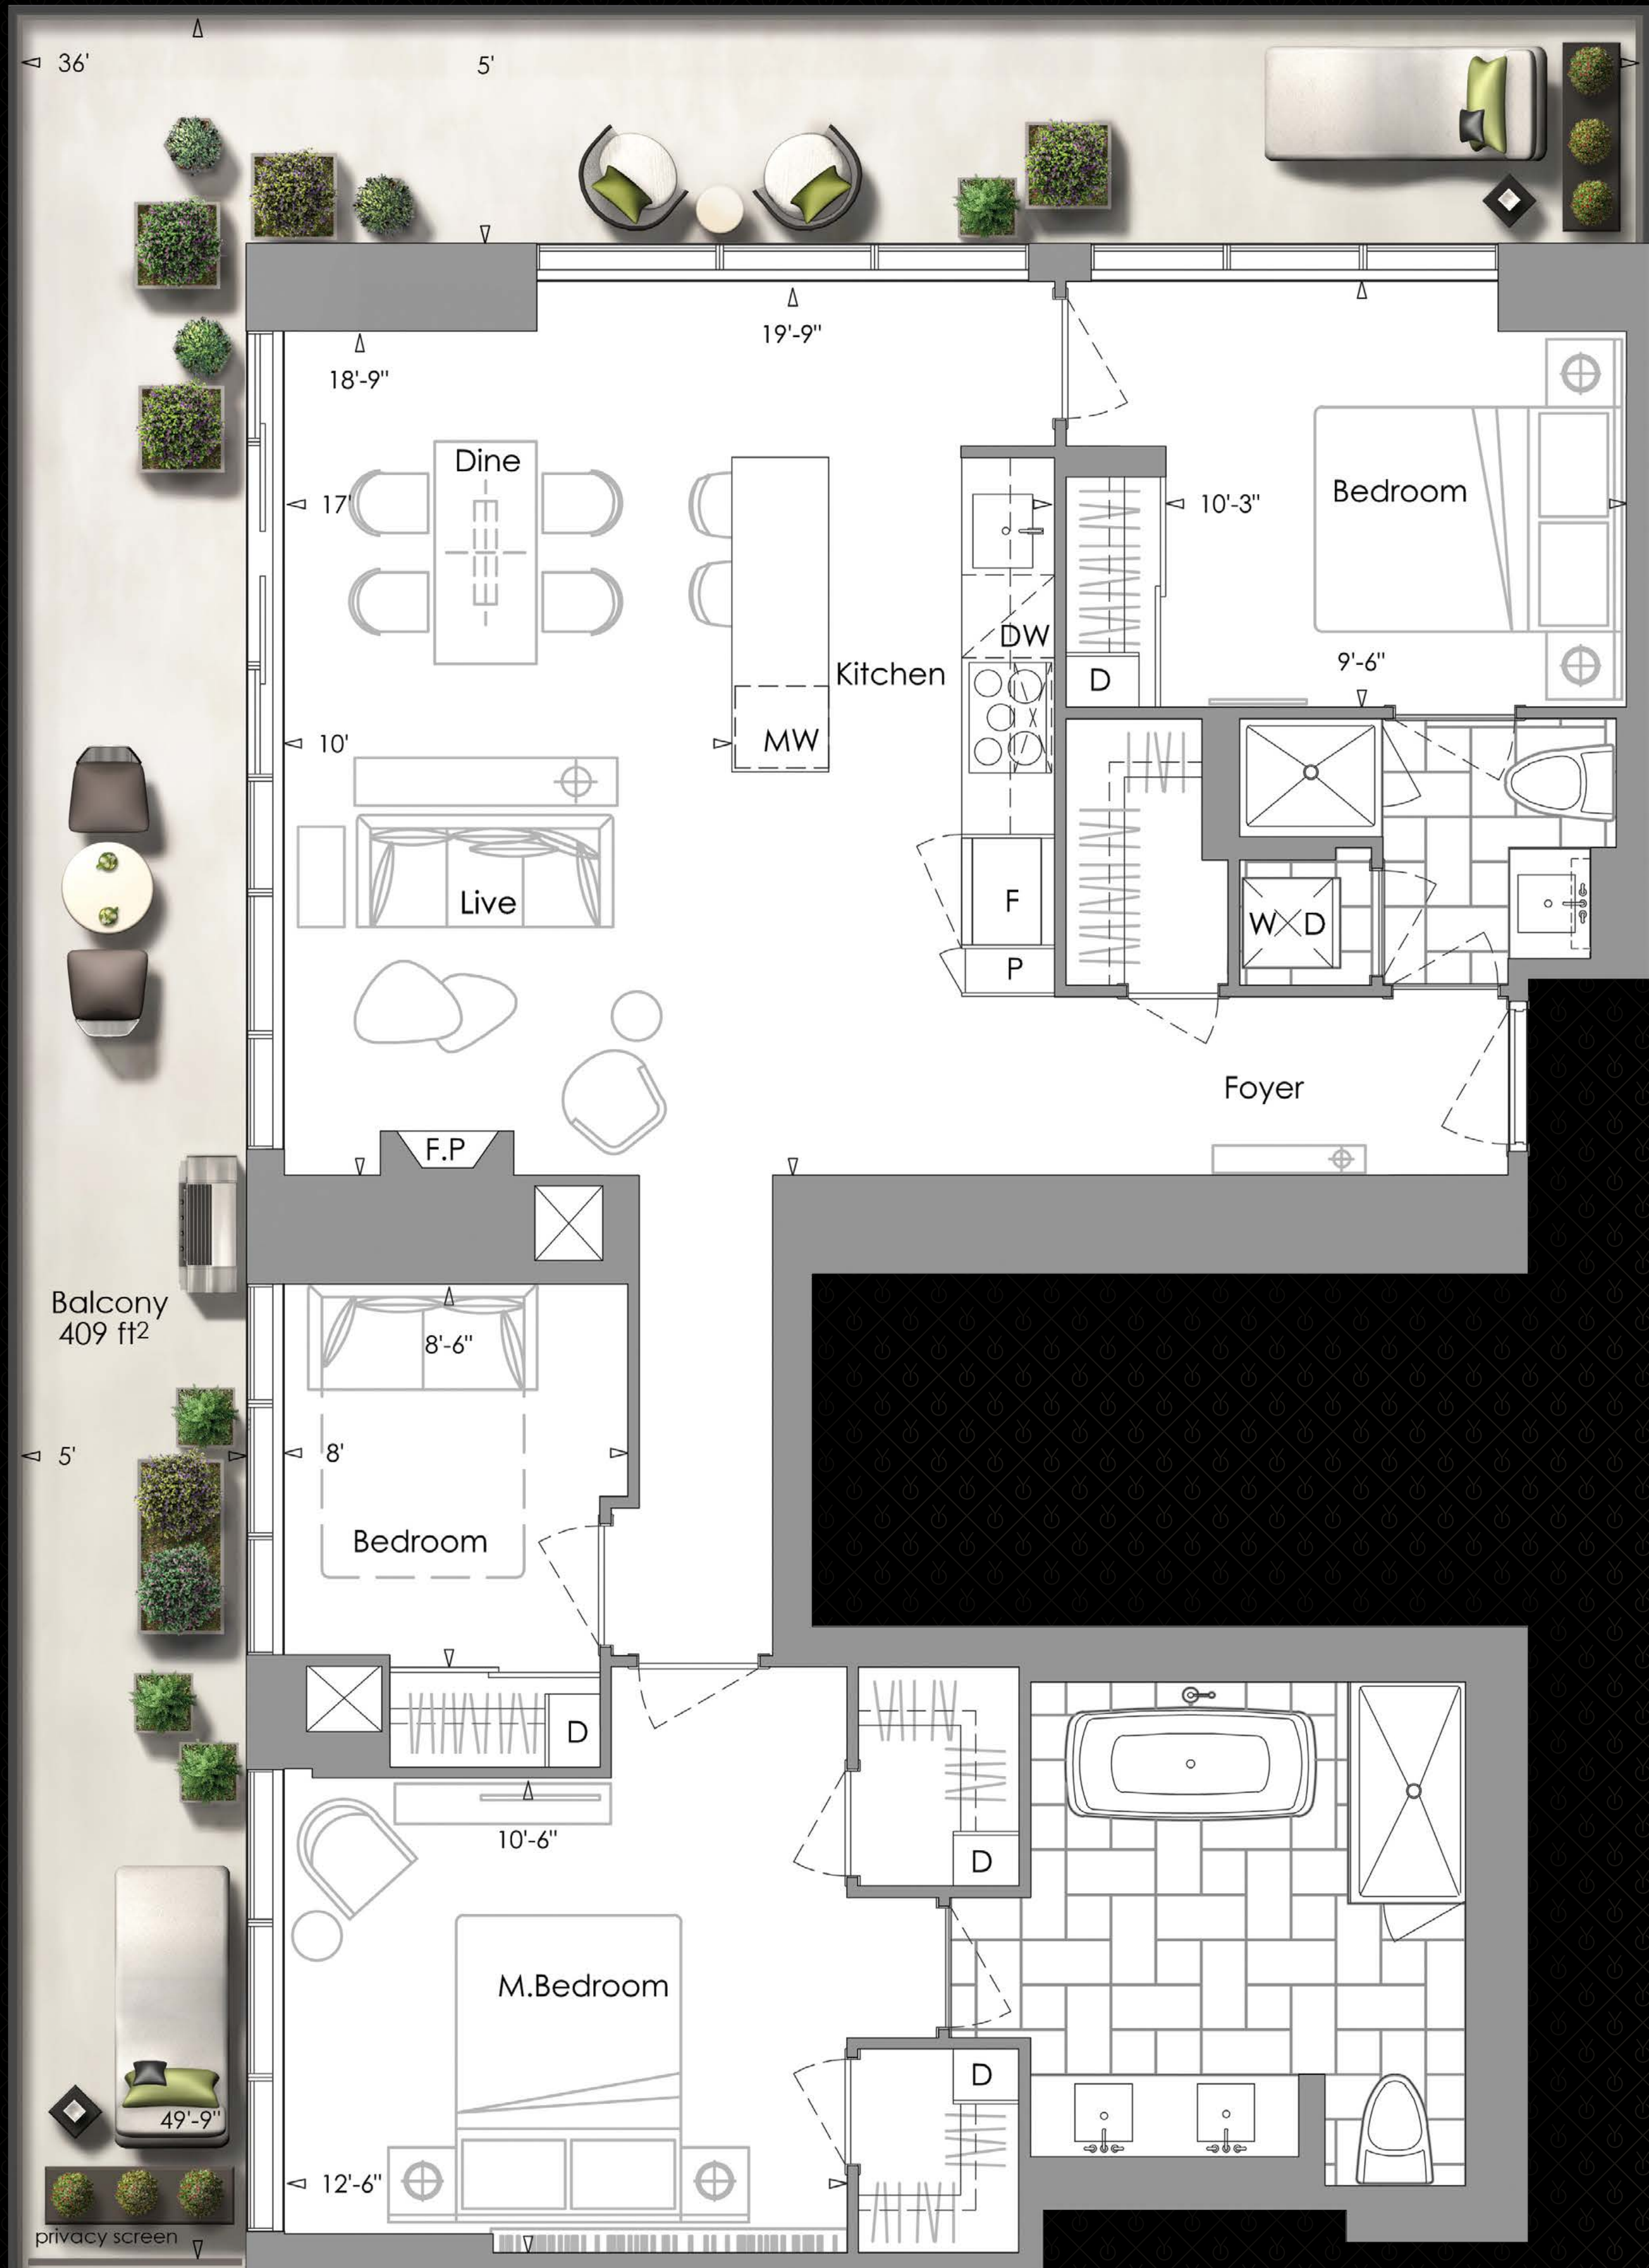 36'
5'
19'-9"
18'-9"
Dine
17'
10'-3"
Bedroom
DW
9'-6"
Kitchen
D
10'
MW
Live
F
W D
P
Foyer
F.P
Balcony
409 ft2
8'-6"
5'
8'
Bedroom
D
10'-6"
D
M.Bedroom
D
49'-9"
12'-6"
privacy screen